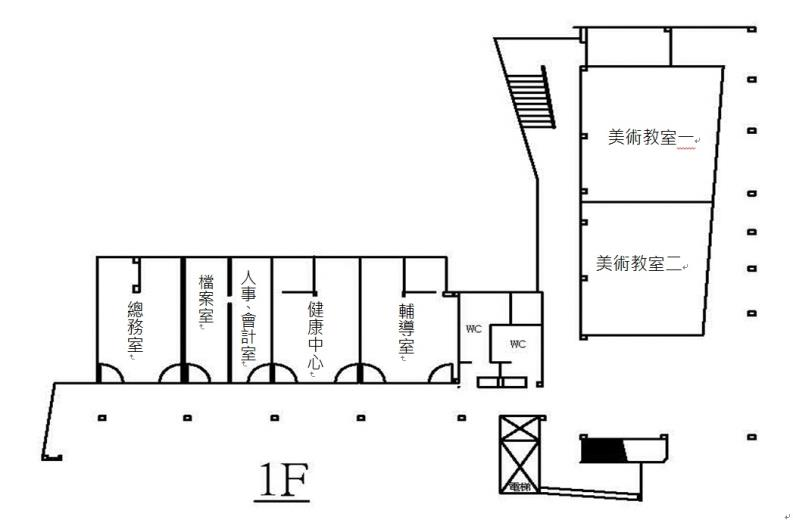 美術教室一
美術教室二
總務室
檔案室
人事、會計室
健康中心
輔導室
WC
WC
電梯
1F